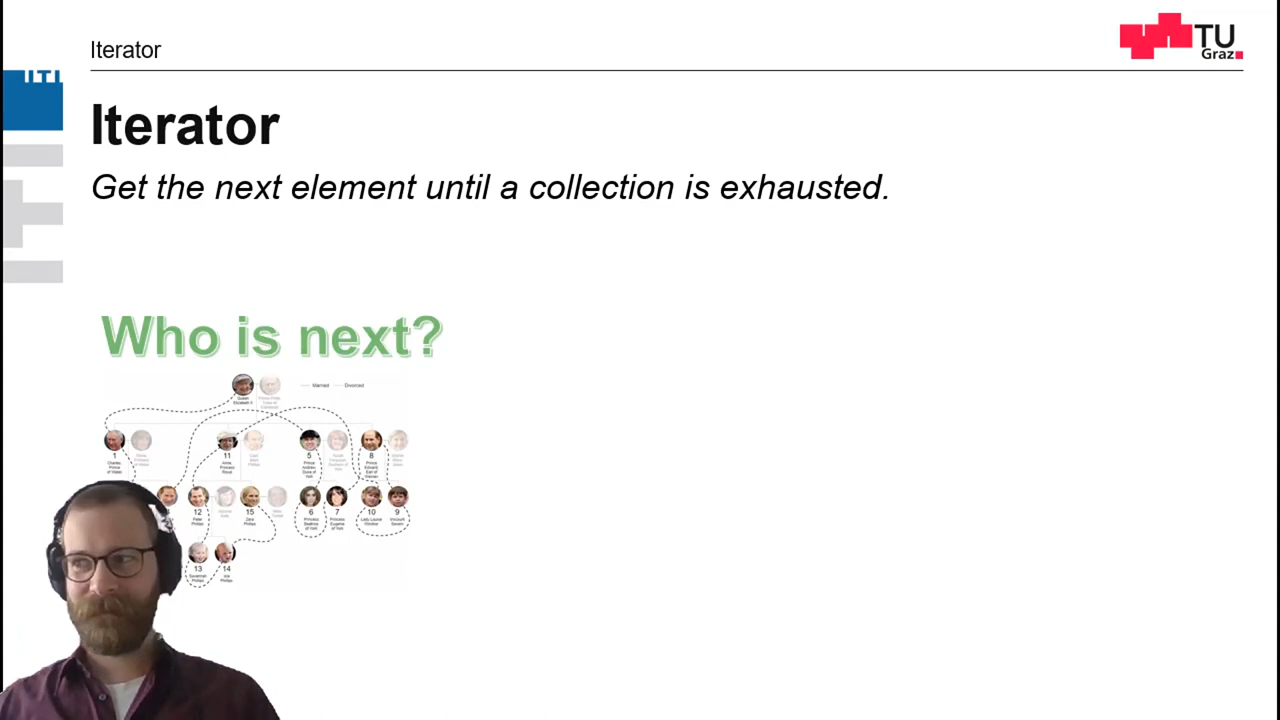 Iterator
TU
Graz
Iterator
Get the next element until a collection is exhausted.
Who is next?
Married
Divorced
Queen
Elizabeth II
1
11
5
8
Charles,
Prince
of Wales
Anne,
Princess
Royal
Prince
Andrew,
Duke of
York
Prince
Edward,
Earl of
Wessex
12
15
6
7
10
9
Peter
Phillips
Zara
Phillips
Princess
Beatrice
of York
Princess
Eugenie
of York
Lady Louise
Windsor
Viscount
Severn
13
14
Savannah
Phillips
Isla
Phillips